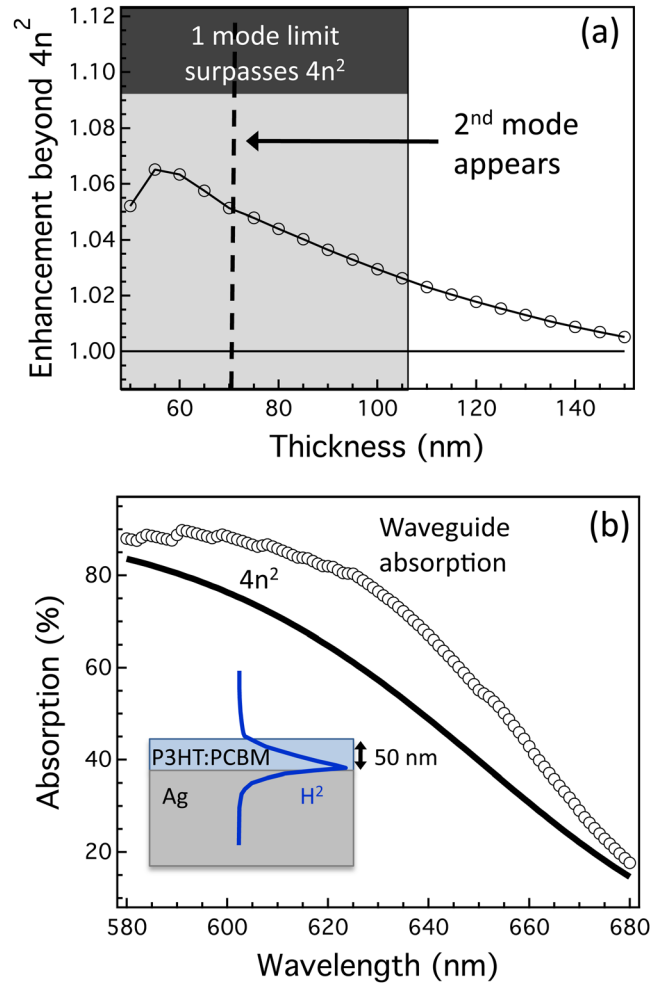 Enhancement beyond 4n²
1.12
1.10
1.08
1.06
1.04
1.02
1.00
1 mode limit
surpasses 4n²
(a)
2nd mode
appears
60
80
100
120
140
Thickness (nm)
Absorption (%)
80
60
40
20
Waveguide
absorption
(b)
4n²
P3HT:PCBM
50 nm
Ag
H²
580
600
620
640
660
680
Wavelength (nm)